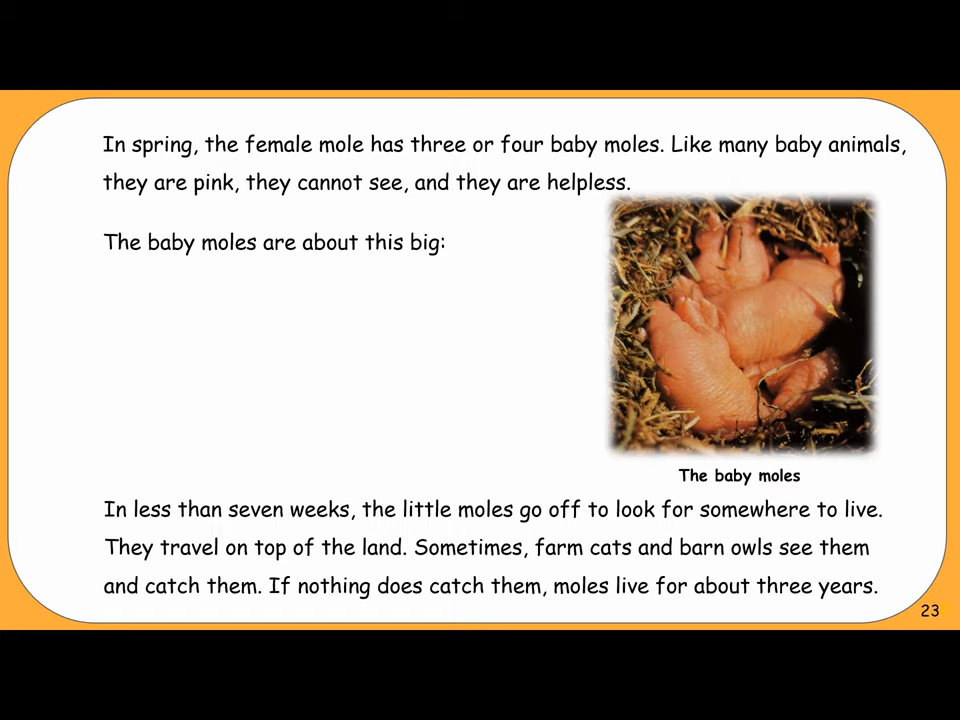 In spring, the female mole has three or four baby moles. Like many baby animals,
they are pink, they cannot see, and they are helpless.
The baby moles are about this big:
The baby moles
In less than seven weeks, the little moles go off to look for somewhere to live.
They travel on top of the land. Sometimes, farm cats and barn owls see them
and catch them. If nothing does catch them, moles live for about three years.
23